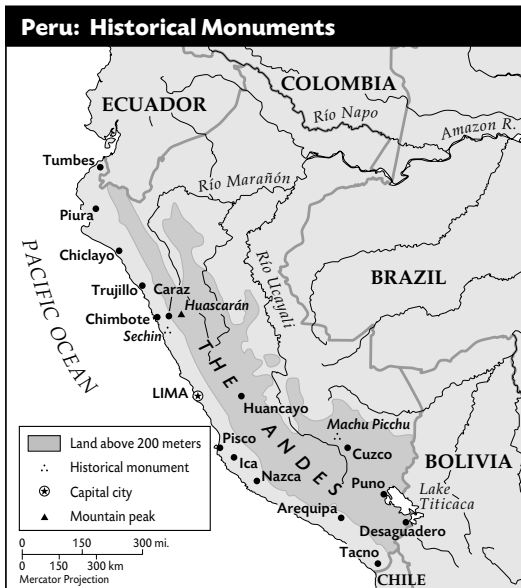 Peru: Historical Monuments
COLOMBIA
ECUADOR
Río Napo
Amazon R.
Tumbes
Río Marañón
Piura
PACIFIC OCEAN
Chiclayo
Río Ucayali
BRAZIL
Trujillo
Caraz
Huascarán
Chimbote
Sechin
THE ANDES
LIMA
Huancayo
Machu Picchu
Pisco
Cuzco
BOLIVIA
Ica
Nazca
Puno
Lake
Titicaca
Arequipa
Desaguadero
Tacno
CHILE
Land above 200 meters
Historical monument
Capital city
Mountain peak
0 150 300 mi.
0 150 300 km
Mercator Projection